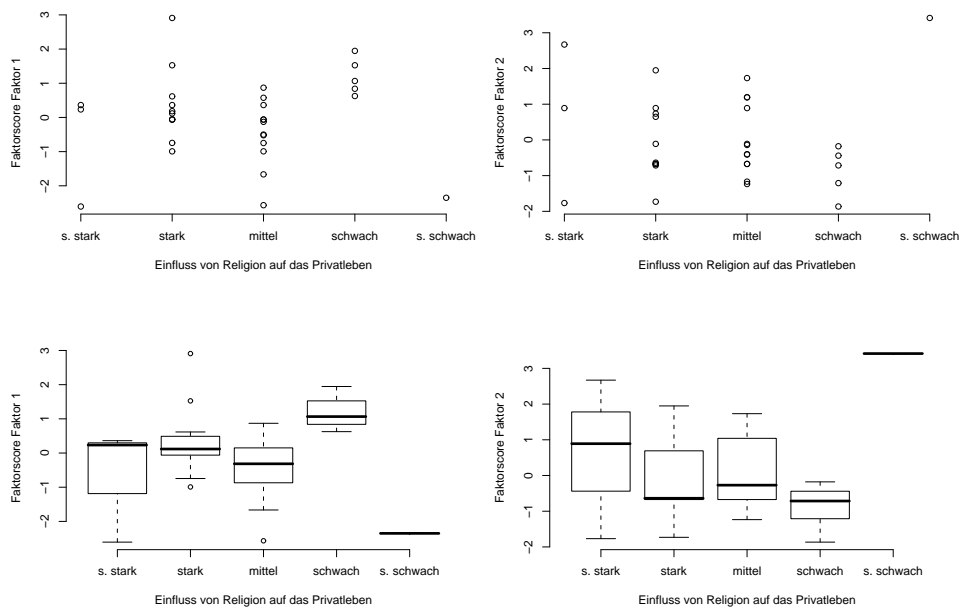 Faktorscore Faktor 1
3
2
1
0
−1
−2
s. stark stark mittel schwach s. schwach
Einfluss von Religion auf das Privatleben
Faktorscore Faktor 2
3
2
1
0
−1
−2
s. stark stark mittel schwach s. schwach
Einfluss von Religion auf das Privatleben
Faktorscore Faktor 1
3
2
1
0
−1
−2
s. stark stark mittel schwach s. schwach
Einfluss von Religion auf das Privatleben
Faktorscore Faktor 2
3
2
1
0
−1
−2
s. stark stark mittel schwach s. schwach
Einfluss von Religion auf das Privatleben